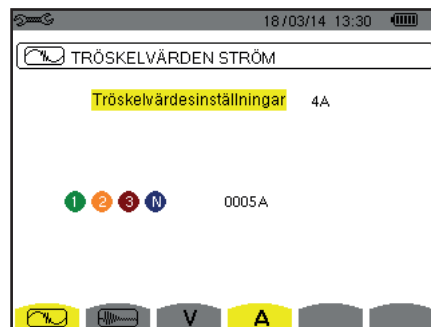 18/03/14 13:30
TRÖSKELVÄRDEN STRÖM
Tröskelvärdesinställningar 4A
1 2 3 N 0005A
V A